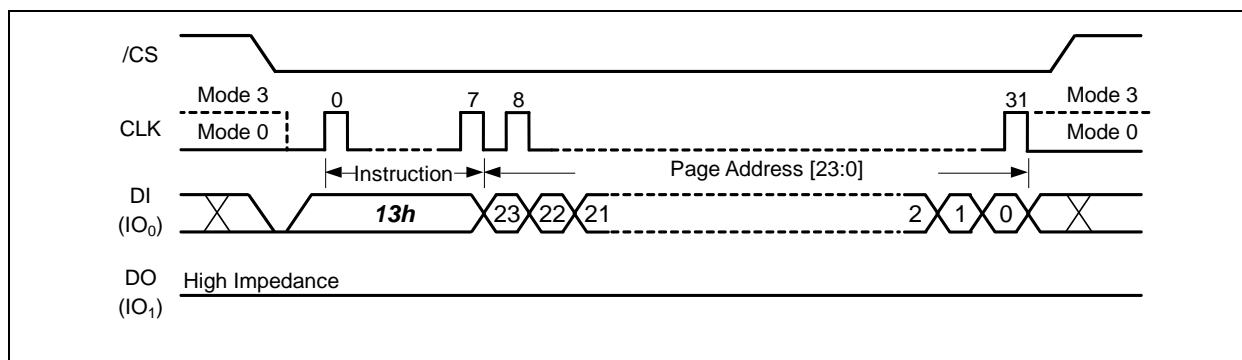 /CS
Mode 3 0 7 8 31 Mode 3
CLK Mode 0 Mode 0
Instruction Page Address [23:0]
DI
(IO0) 13h 23 22 21 2 1 0
DO High Impedance
(IO1)